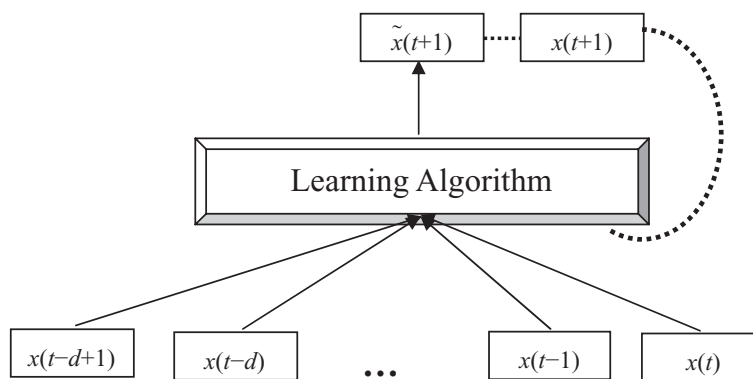 x̃(t+1) x(t+1)
Learning Algorithm
x(t−d+1) x(t−d) ... x(t−1) x(t)